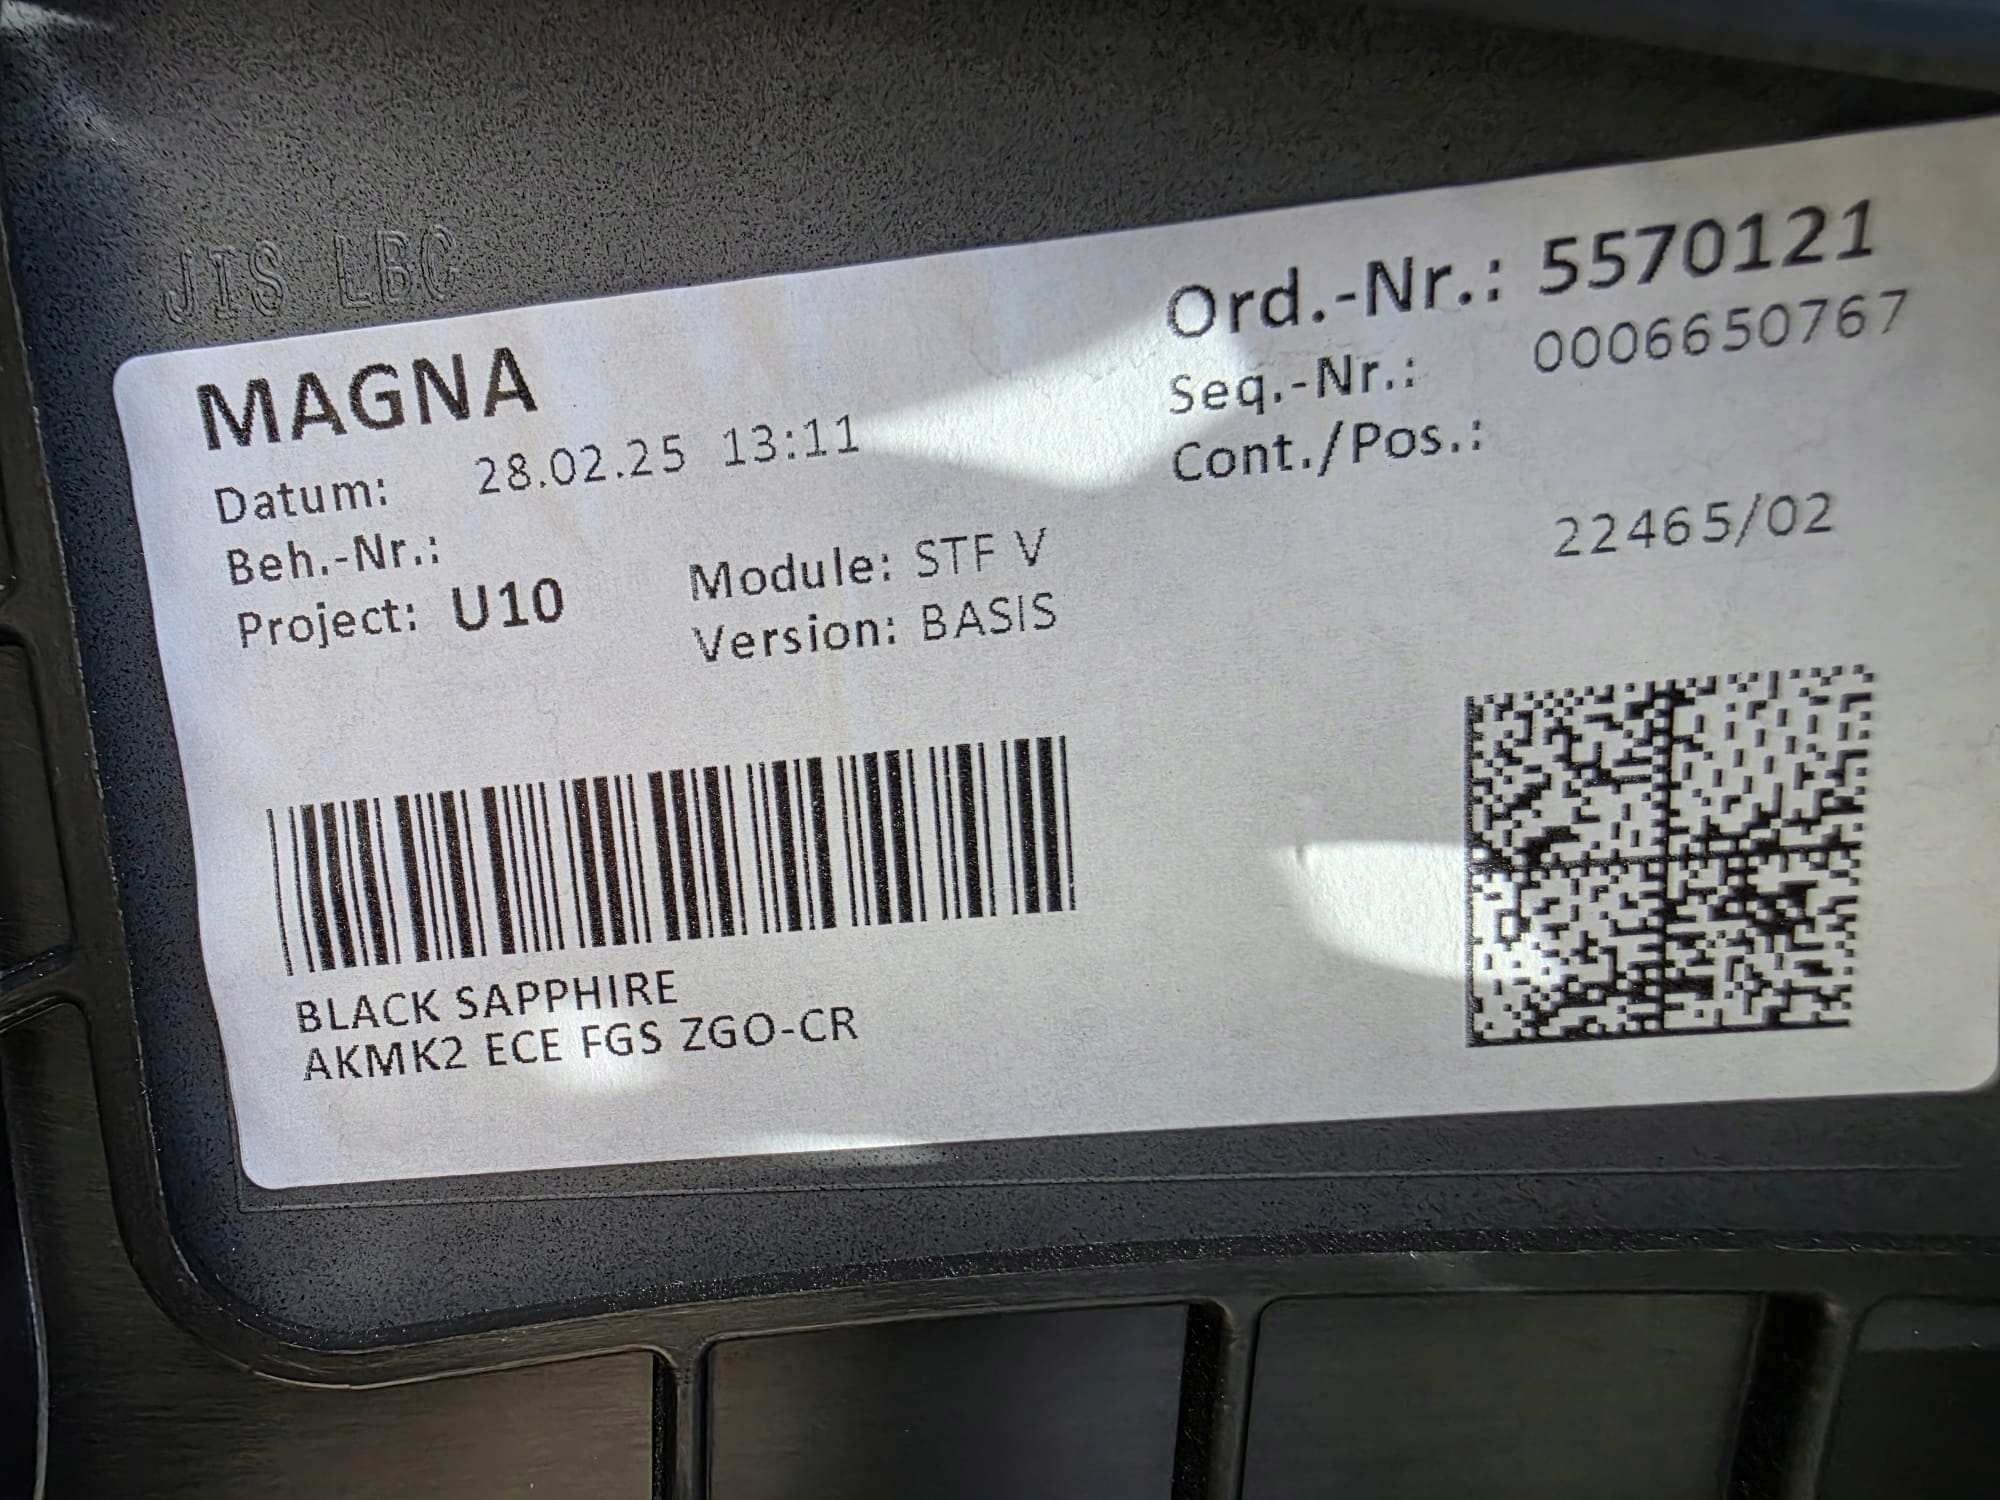 JIS LBC
MAGNA
Datum: 28.02.25 13:11
Beh.-Nr.:
Project: U10
Module: STF V
Version: BASIS
Ord.-Nr.: 5570121
Seq.-Nr.: 0006650767
Cont./Pos.:
22465/02
BLACK SAPPHIRE
AKMK2 ECE FGS ZGO-CR